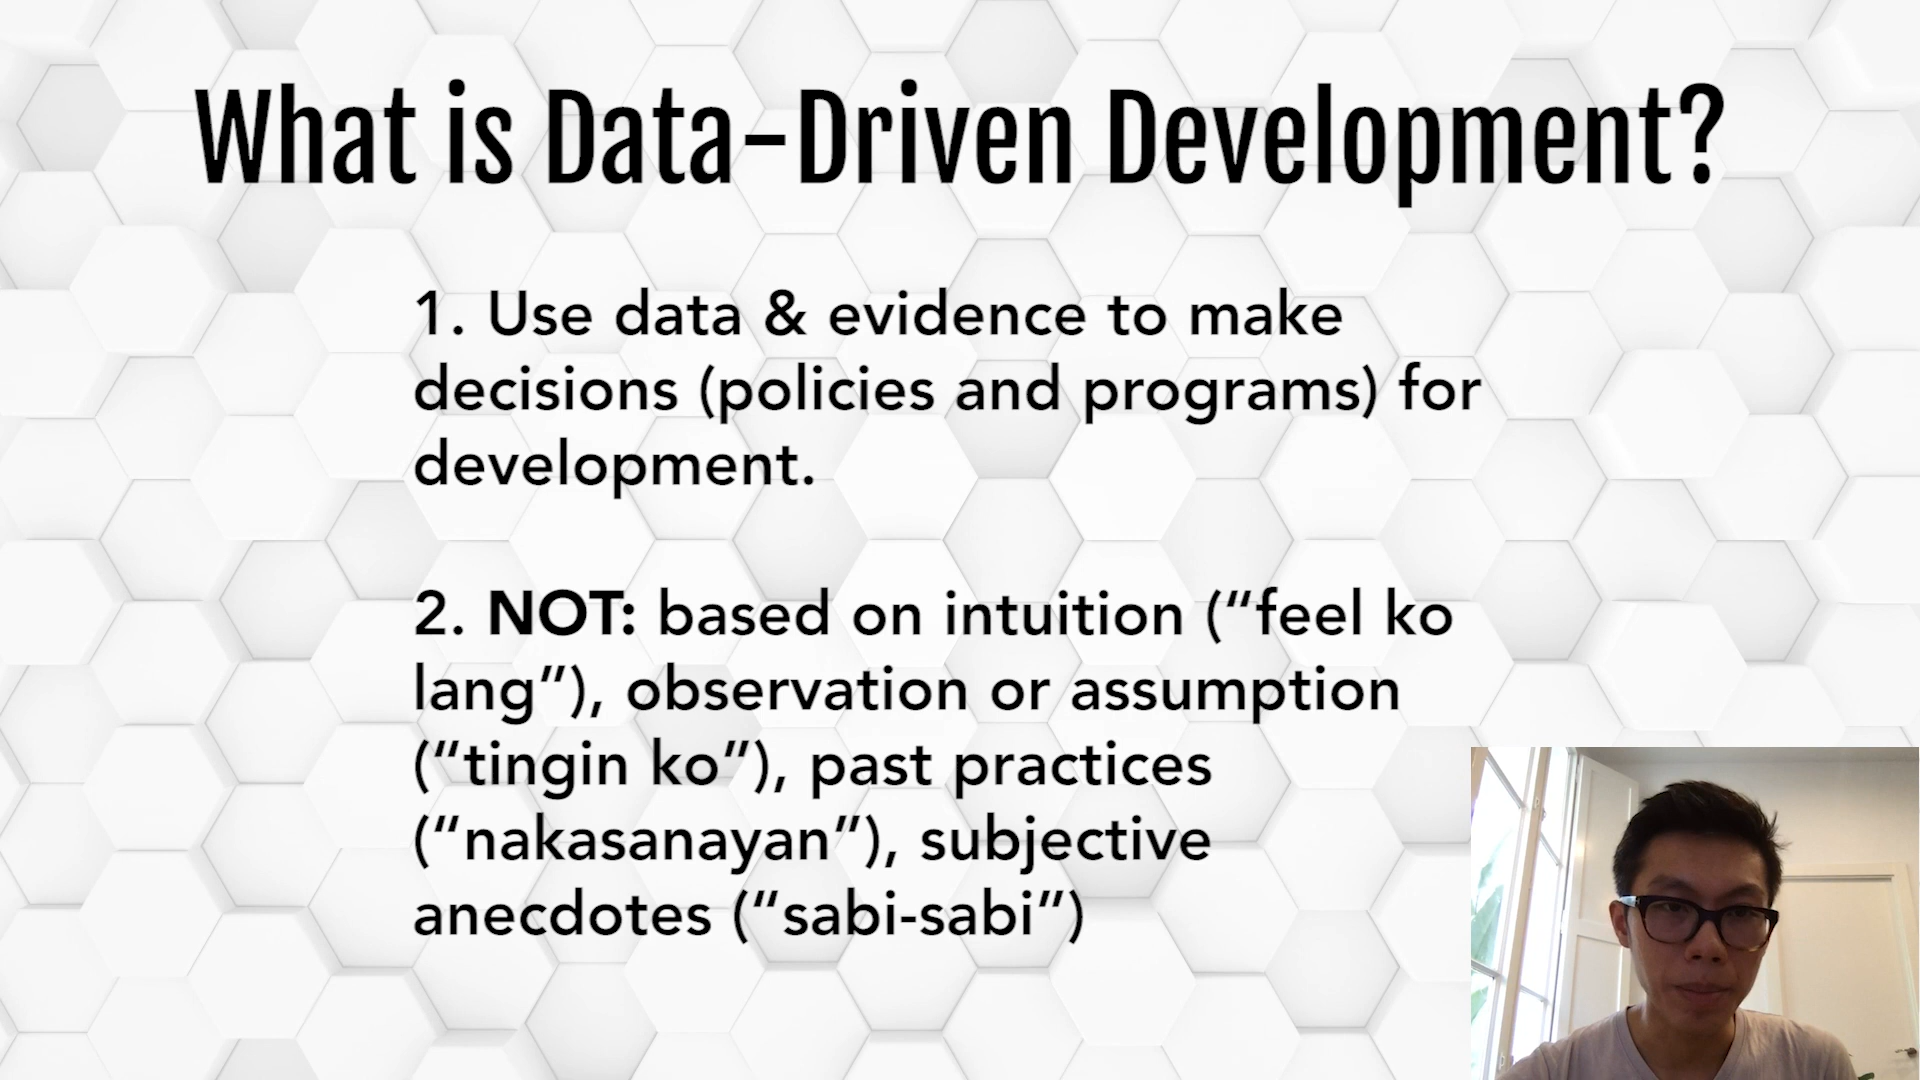 What is Data-Driven Development?
1. Use data & evidence to make
decisions (policies and programs) for
development.
2. NOT: based on intuition (“feel ko
lang”), observation or assumption
(“tingin ko”), past practices
(“nakasanayan”), subjective
anecdotes (“sabi-sabi”)